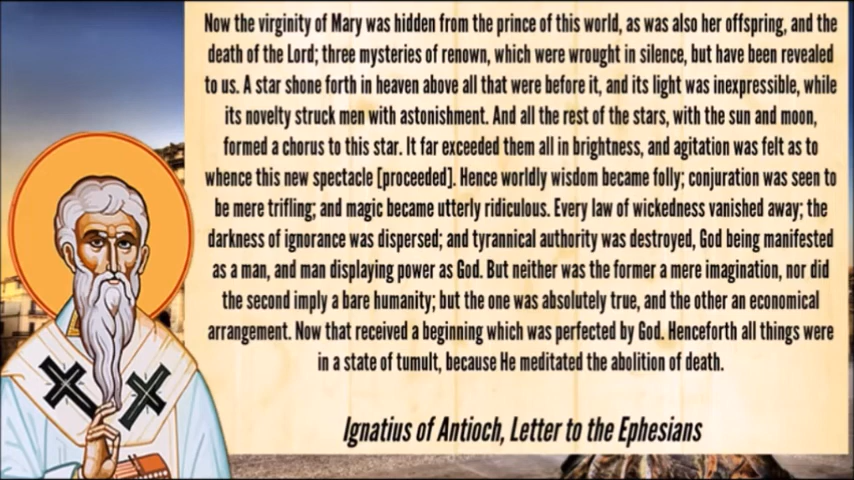 Now the virginity of Mary was hidden from the prince of this world, as was also her offspring, and the
death of the Lord; three mysteries of renown, which were wrought in silence, but have been revealed
to us. A star shone forth in heaven above all that were before it, and its light was inexpressible, while
its novelty struck men with astonishment. And all the rest of the stars, with the sun and moon,
formed a chorus to this star. It far exceeded them all in brightness, and agitation was felt as to
whence this new spectacle [proceeded]. Hence worldly wisdom became folly; conjuration was seen to
be mere trifling; and magic became utterly ridiculous. Every law of wickedness vanished away; the
darkness of ignorance was dispersed; and tyrannical authority was destroyed, God being manifested
as a man, and man displaying power as God. But neither was the former a mere imagination, nor did
the second imply a bare humanity; but the one was absolutely true, and the other an economical
arrangement. Now that received a beginning which was perfected by God. Henceforth all things were
in a state of tumult, because He meditated the abolition of death.
Ignatius of Antioch, Letter to the Ephesians